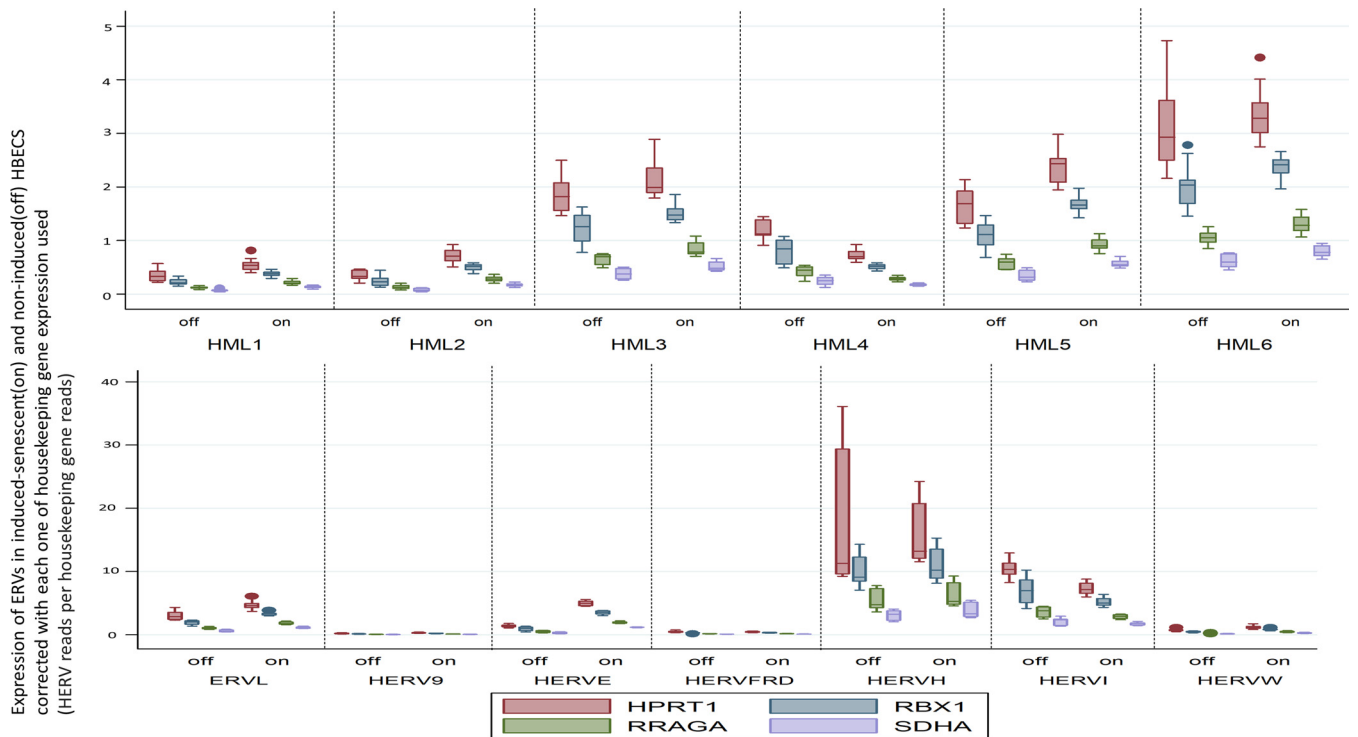 Expression of ERVs in induced-senescent(on) and non-induced(off) HBECS
corrected with each one of housekeeping gene expression used
(HERV reads per housekeeping gene reads)
5
4
3
2
1
0
off on off on off on off on off on off on
HML1 HML2 HML3 HML4 HML5 HML6
40
30
20
10
0
off on off on off on off on off on off on off on
ERVL HERV9 HERVE HERVFRD HERVH HERVI HERVW
HPRT1 RBX1
RRAGA SDHA